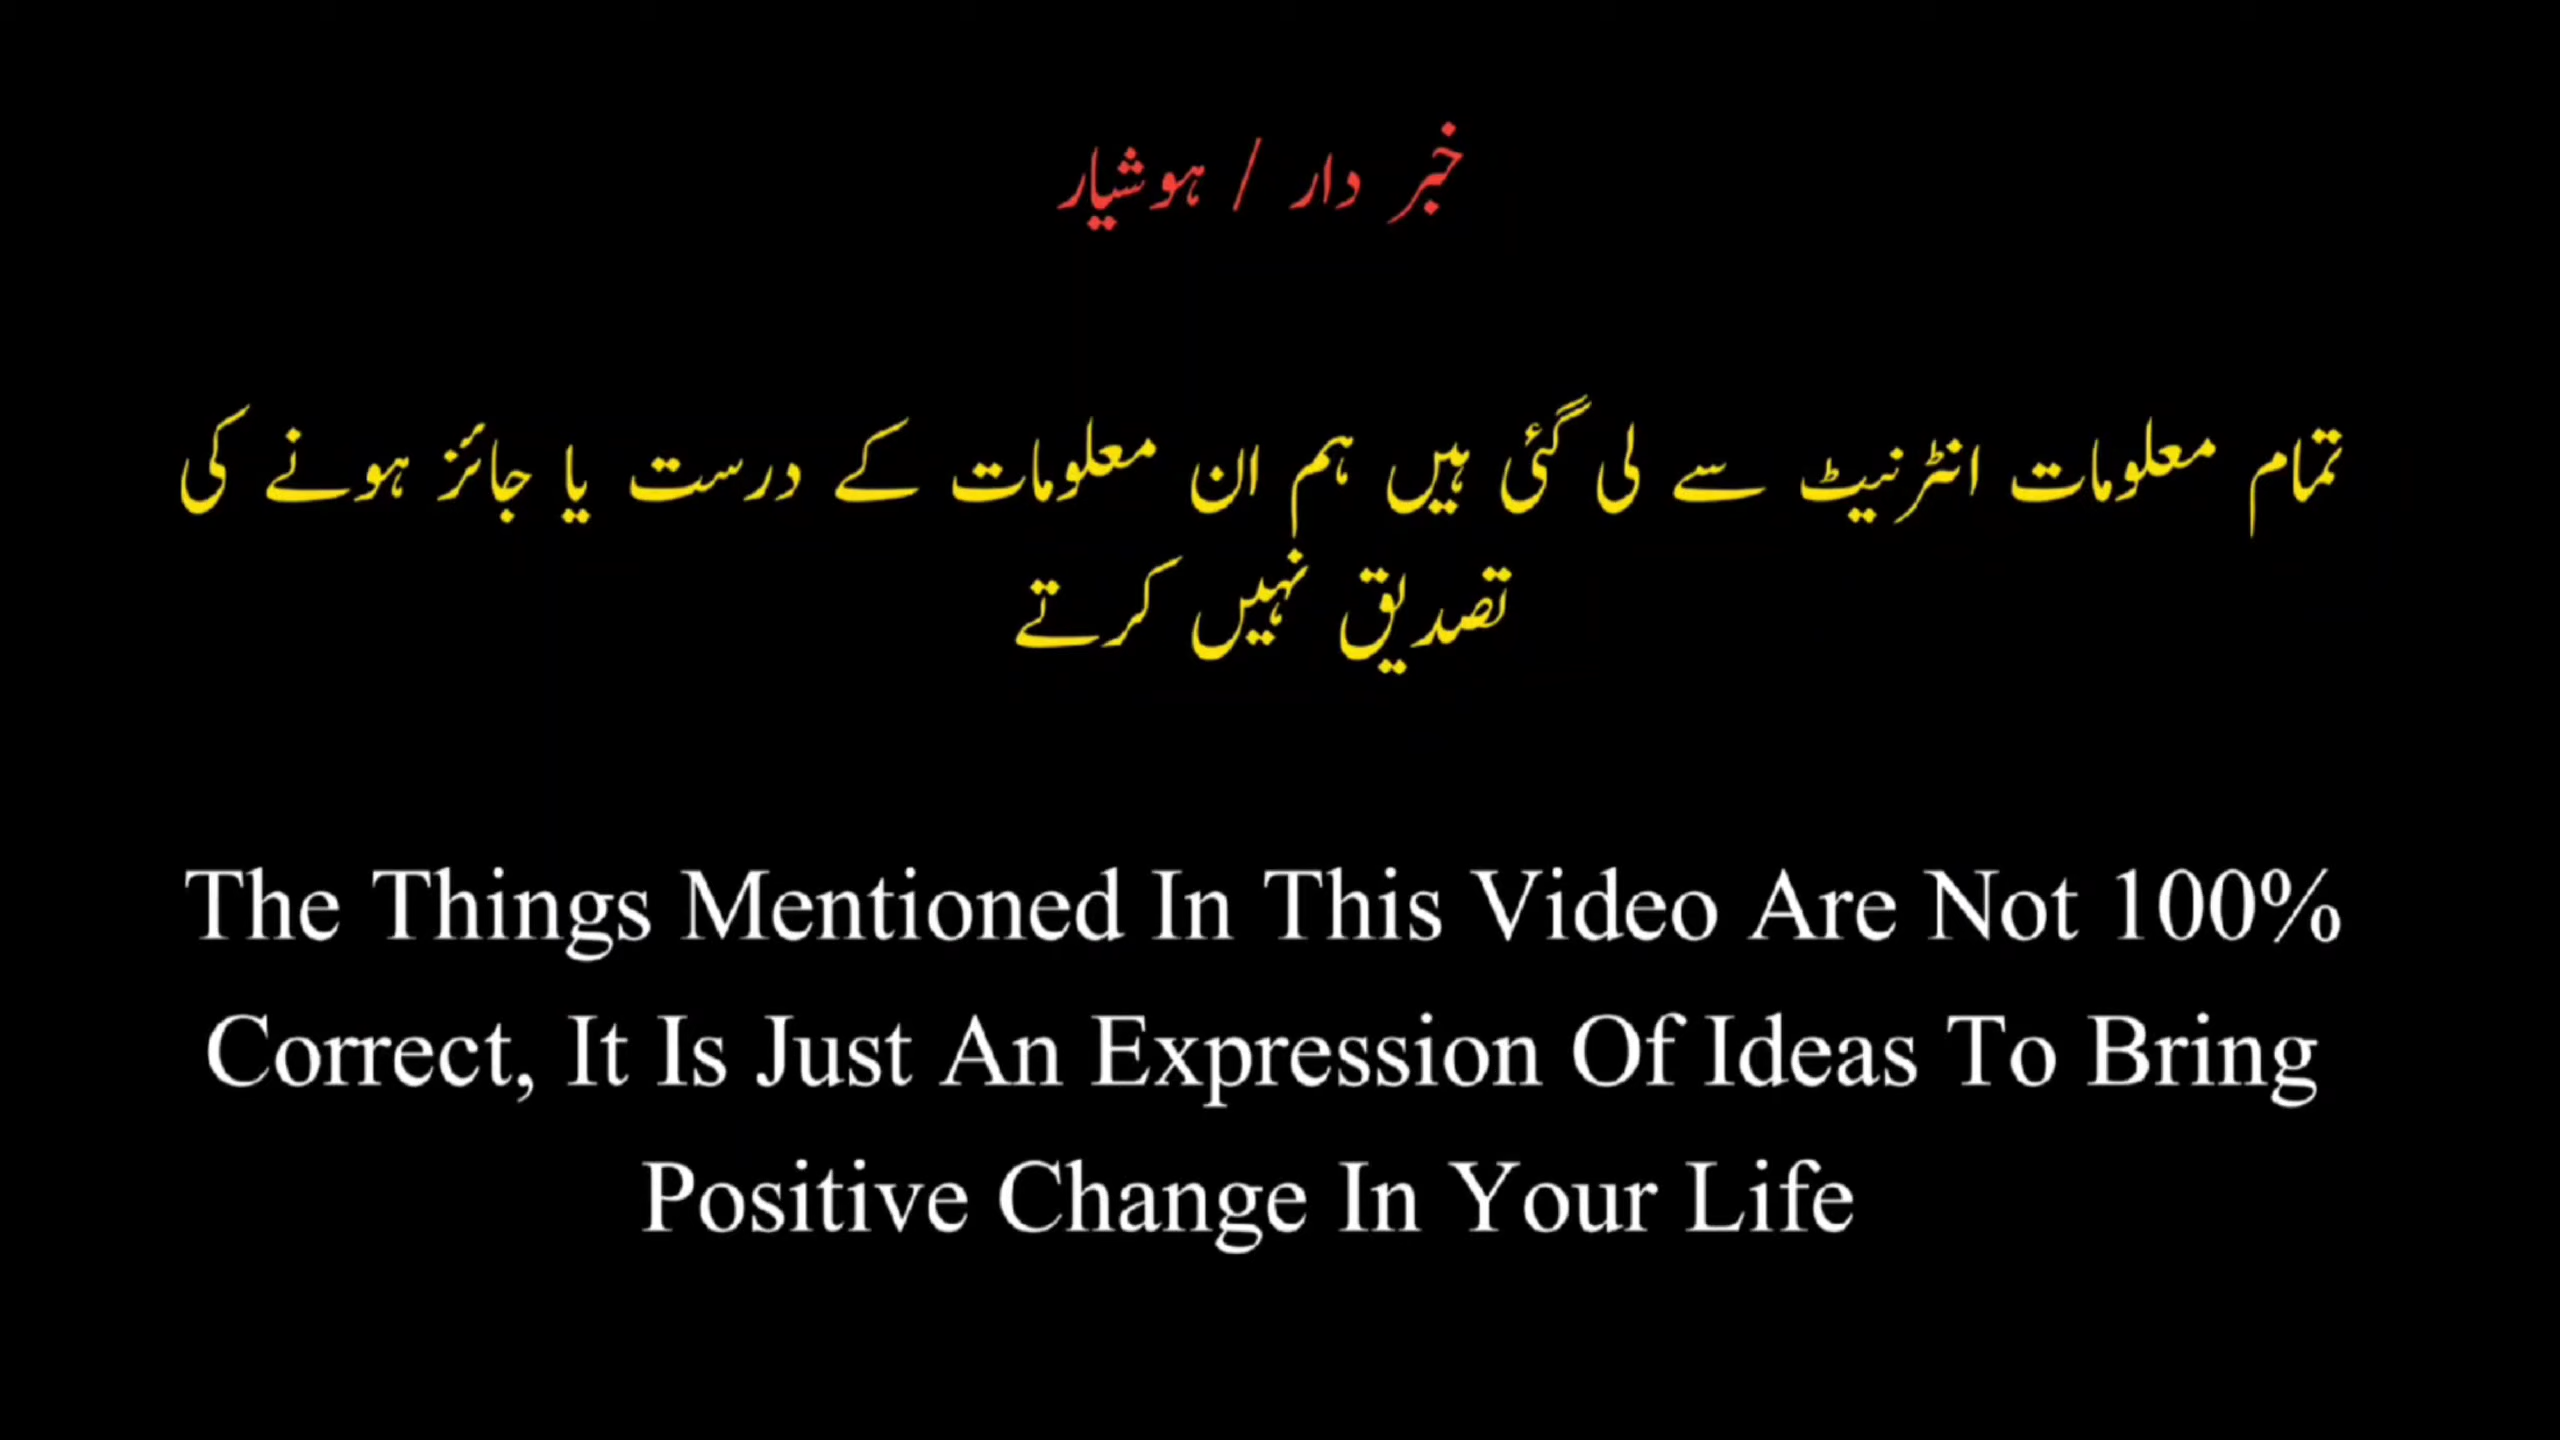 خبر دار / ہوشیار
تمام معلومات انٹرنیٹ سے لی گئی ہیں ہم ان معلومات کے درست یا جائز ہونے کی
تصدیق نہیں کرتے
The Things Mentioned In This Video Are Not 100%
Correct, It Is Just An Expression Of Ideas To Bring
Positive Change In Your Life